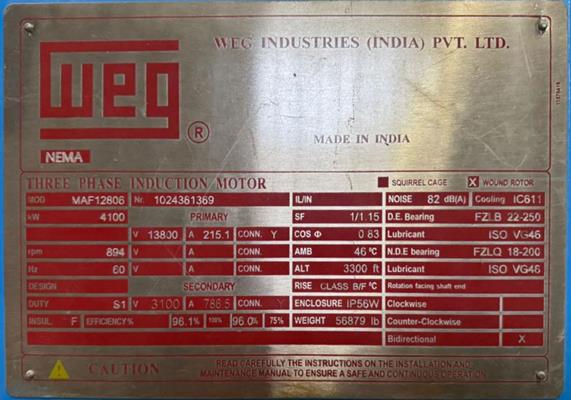 WEG INDUSTRIES (INDIA) PVT. LTD.
weg
®
MADE IN INDIA
NEMA
THREE PHASE INDUCTION MOTOR SQUIRREL CAGE X WOUND ROTOR
MOD MAF12806 Nr. 1024361369 IL/IN NOISE 82 dB(A) Cooling IC611
kW 4100 PRIMARY SF 1/1.15 D.E. Bearing FZLB 22-250
V 13800 A 215.1 CONN. Y COS Φ 0.83 Lubricant ISO VG46
rpm 894 AMB 46 °C N.D.E bearing FZLQ 18-200
Hz 60 ALT 3300 ft Lubricant ISO VG46
DESIGN SECONDARY RISE CLASS B/F °C Rotation facing shaft end
DUTY S1 V 3100 A 786.5 CONN. Y ENCLOSURE IP56W Clockwise
INSUL. F EFFICIENCY% 96.1% 100% 96.0% 75% WEIGHT 56879 lb Counter-Clockwise
Bidirectional X
CAUTION
READ CAREFULLY THE INSTRUCTIONS ON THE INSTALLATION AND
MAINTENANCE MANUAL TO ENSURE A SAFE AND CONTINUOUS OPERATION